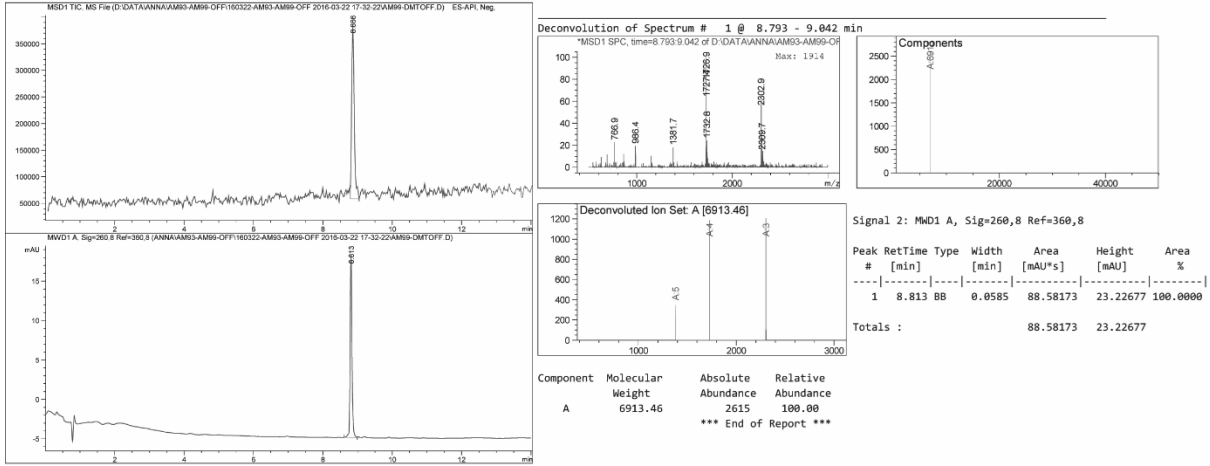 MSD1 TIC, MS File (D:\DATA\ANNA\AM93-AM99-OFF\160322-AM93-AM99-OFF 2016-03-22 17-32-22\AM99-DMTOFF.D) ES-API, Neg,
350000
300000
250000
200000
150000
100000
50000
2 4 6 8 10 12 min
MWD1 A, Sig=260,8 Ref=360,8 (ANNA\AM93-AM99-OFF\160322-AM93-AM99-OFF 2016-03-22 17-32-22\AM99-DMTOFF.D)
mAU
8.813
15
10
5
0
-5
2 4 6 8 10 12 min
Deconvolution of Spectrum # 1 @ 8.793 - 9.042 min
*MSD1 SPC, time=8.793:9.042 of D:\DATA\ANNA\AM93-AM99-OF
Max: 1914
100
80
60
40
20
0
766.9
986.4
1381.7
1732.8
2302.9
2309.7
1000 2000 m/z
Components
2500
2000
1500
1000
500
0
20000 40000
Deconvoluted Ion Set: A [6913.46]
1200
1000
800
600
400
200
0
A:5
A:4
A:3
1000 2000 3000
Component Molecular Weight Absolute Abundance Relative Abundance
A 6913.46 2615 100.00
*** End of Report ***
Signal 2: MWD1 A, Sig=260,8 Ref=360,8
Peak RetTime Type Width Area Height Area
# [min] [min] [mAU*s] [mAU] %
----|-------|----|-------|----------|----------|--------|
1 8.813 BB 0.0585 88.58173 23.22677 100.0000
Totals : 88.58173 23.22677